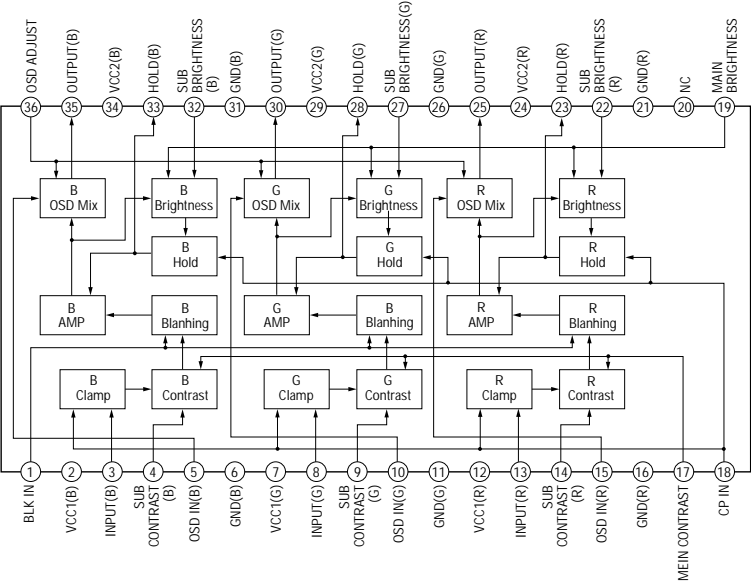 OSD ADJUST
OUTPUT(B)
VCC2(B)
HOLD(B)
SUB
BRIGHTNESS
(B)
GND(B)
OUTPUT(G)
VCC2(G)
HOLD(G)
SUB
BRIGHTNESS(G)
GND(G)
OUTPUT(R)
VCC2(R)
HOLD(R)
SUB
BRIGHTNESS
(R)
GND(R)
NC
MAIN
BRIGHTNESS
36 35 34 33 32 31 30 29 28 27 26 25 24 23 22 21 20 19
B
OSD Mix
B
Brightness
G
OSD Mix
G
Brightness
R
OSD Mix
R
Brightness
B
Hold
G
Hold
R
Hold
B
AMP
B
Blanhing
G
AMP
B
Blanhing
R
AMP
R
Blanhing
B
Clamp
B
Contrast
G
Clamp
G
Contrast
R
Clamp
R
Contrast
1 2 3 4 5 6 7 8 9 10 11 12 13 14 15 16 17 18
BLK IN
VCC1(B)
INPUT(B)
SUB
CONTRAST
(B)
OSD IN(B)
GND(B)
VCC1(G)
INPUT(G)
SUB
CONTRAST
(G)
OSD IN(G)
GND(G)
VCC1(R)
INPUT(R)
SUB
CONTRAST
(R)
OSD IN(R)
GND(R)
MEIN CONTRAST
CP IN